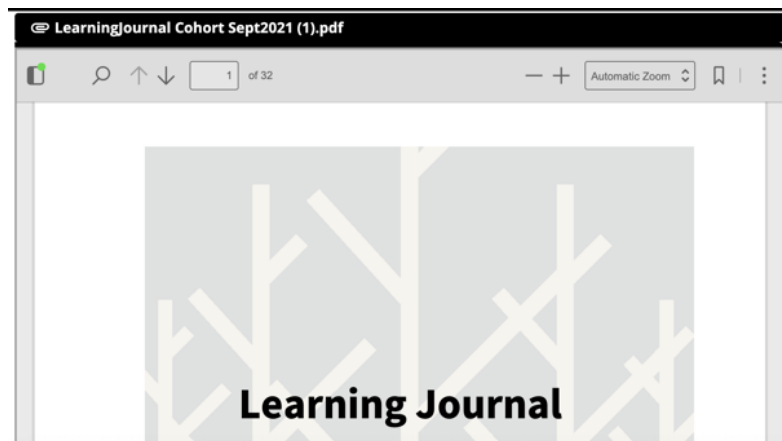 LearningJournal Cohort Sept2021 (1).pdf
1 of 32 Automatic Zoom
Learning Journal